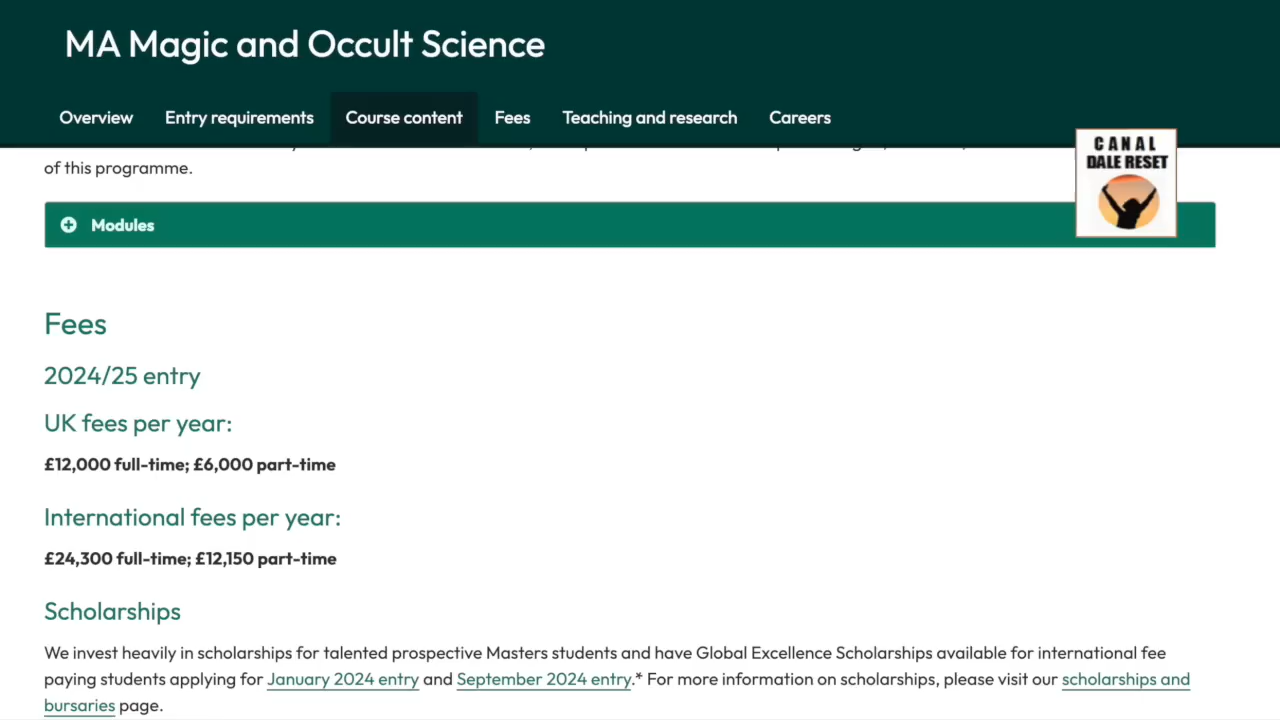 MA Magic and Occult Science
Overview Entry requirements Course content Fees Teaching and research Careers
CANAL
DALE RESET
of this programme.
Modules
Fees
2024/25 entry
UK fees per year:
£12,000 full-time; £6,000 part-time
International fees per year:
£24,300 full-time; £12,150 part-time
Scholarships
We invest heavily in scholarships for talented prospective Masters students and have Global Excellence Scholarships available for international fee
paying students applying for January 2024 entry and September 2024 entry.* For more information on scholarships, please visit our scholarships and
bursaries page.